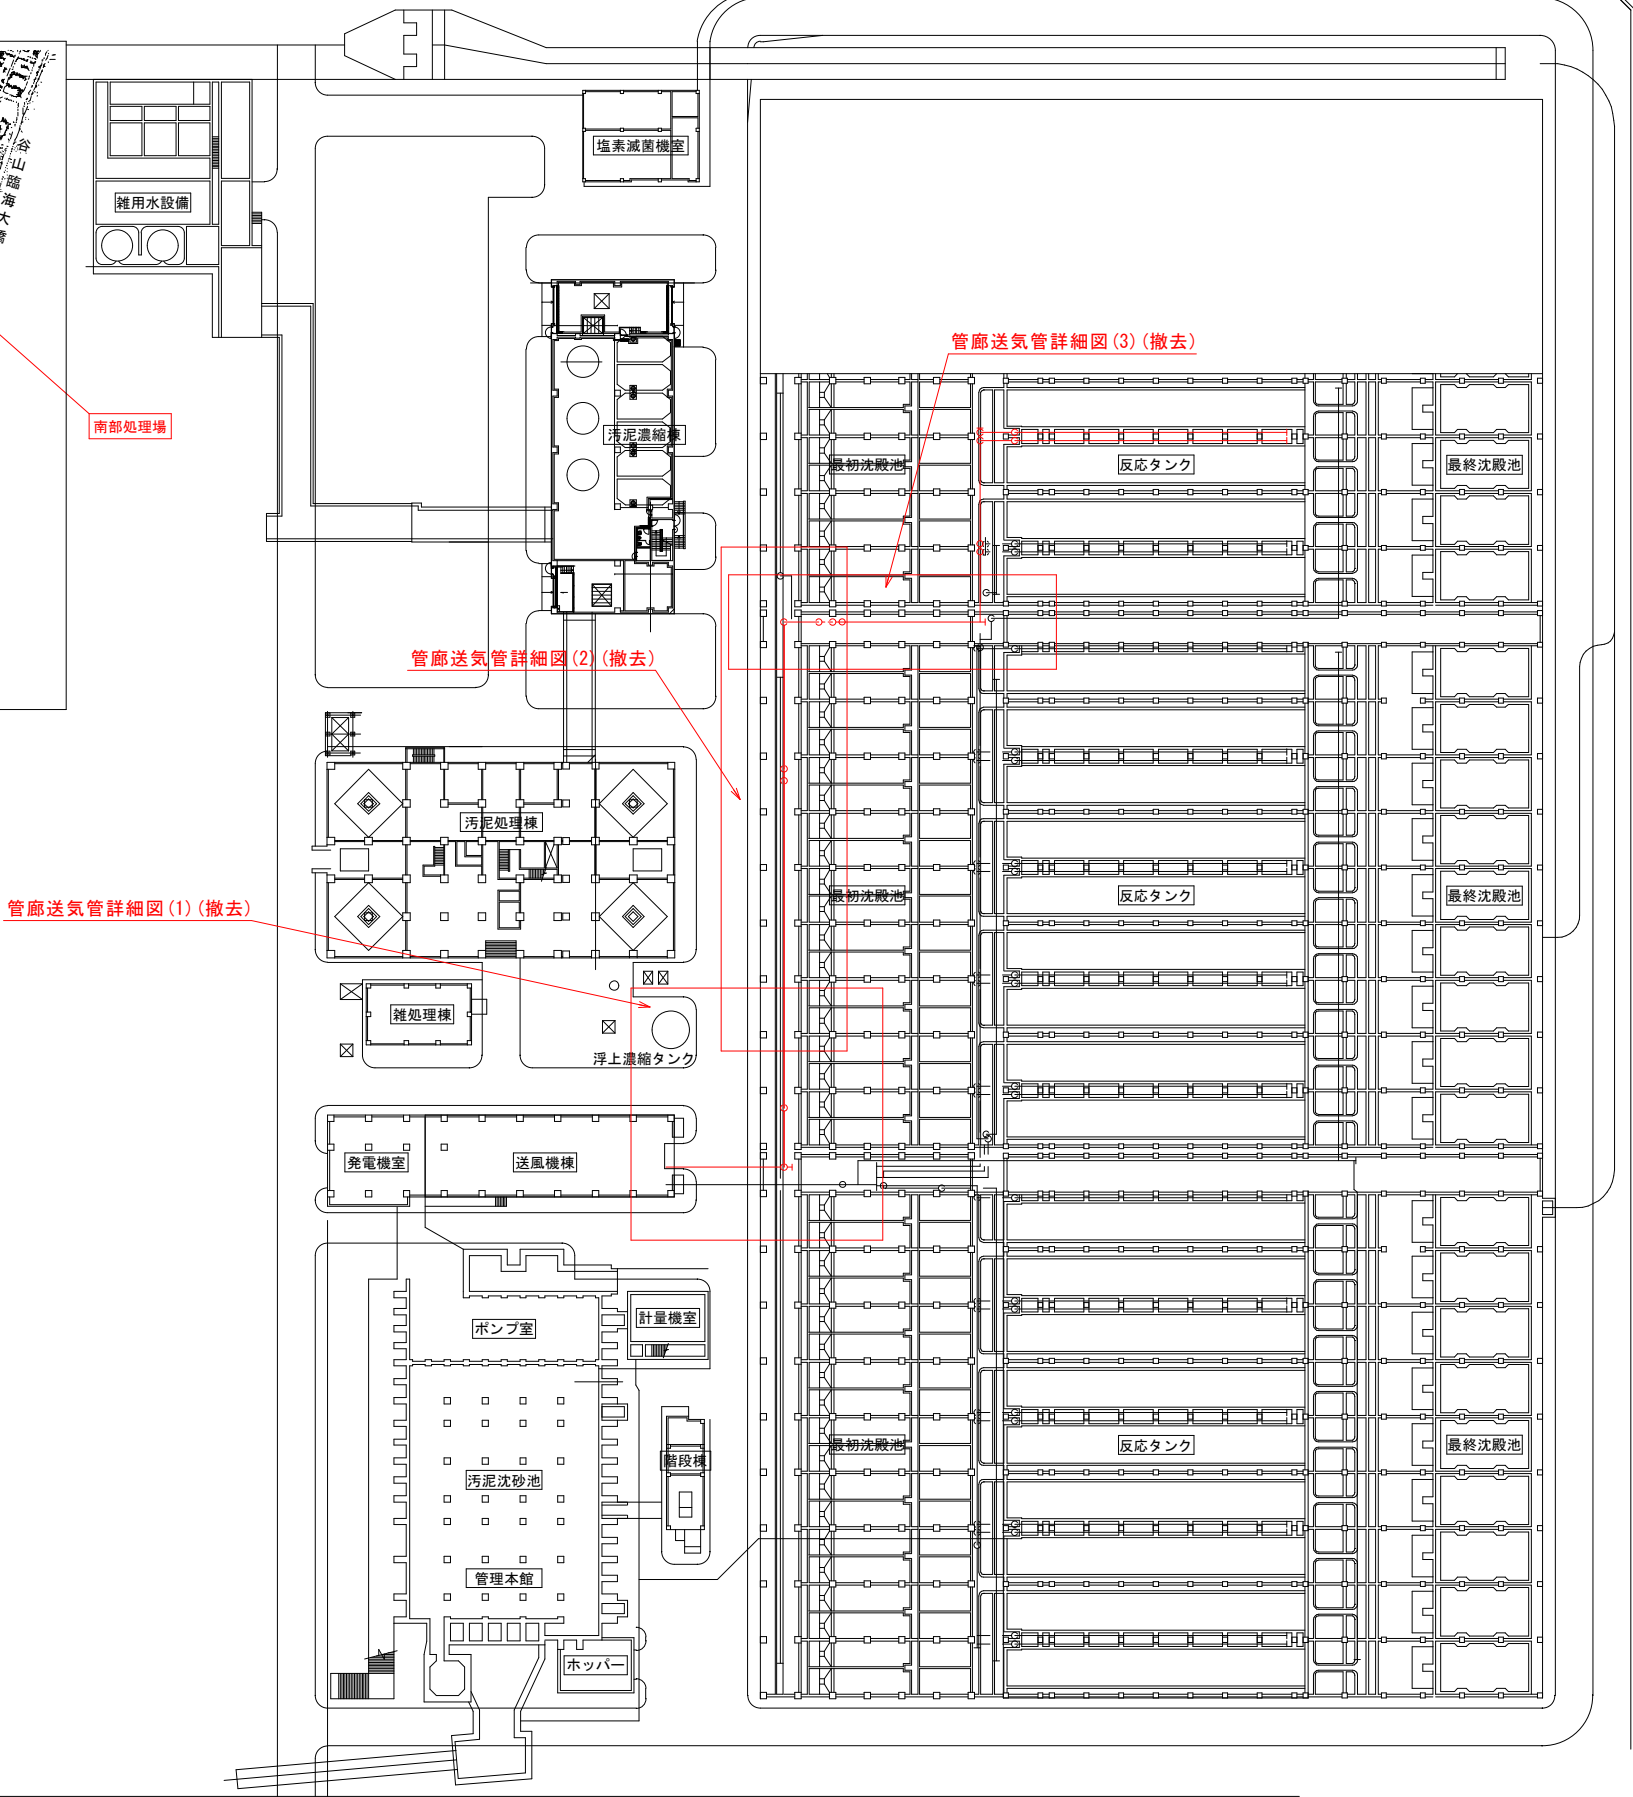 谷山臨海大
塩素滅菌機室
雑用水設備
管廊送気管詳細図(3)(撤去)
南部処理場
汚泥濃縮棟
最初沈殿池
反応タンク
最終沈殿池
管廊送気管詳細図(2)(撤去)
汚泥処理棟
最初沈殿池
反応タンク
最終沈殿池
管廊送気管詳細図(1)(撤去)
雑処理棟
浮上濃縮タンク
発電機室
送風機棟
計量機室
ポンプ室
最初沈殿池
反応タンク
最終沈殿池
階段棟
汚泥沈砂池
管理本館
ホッパー